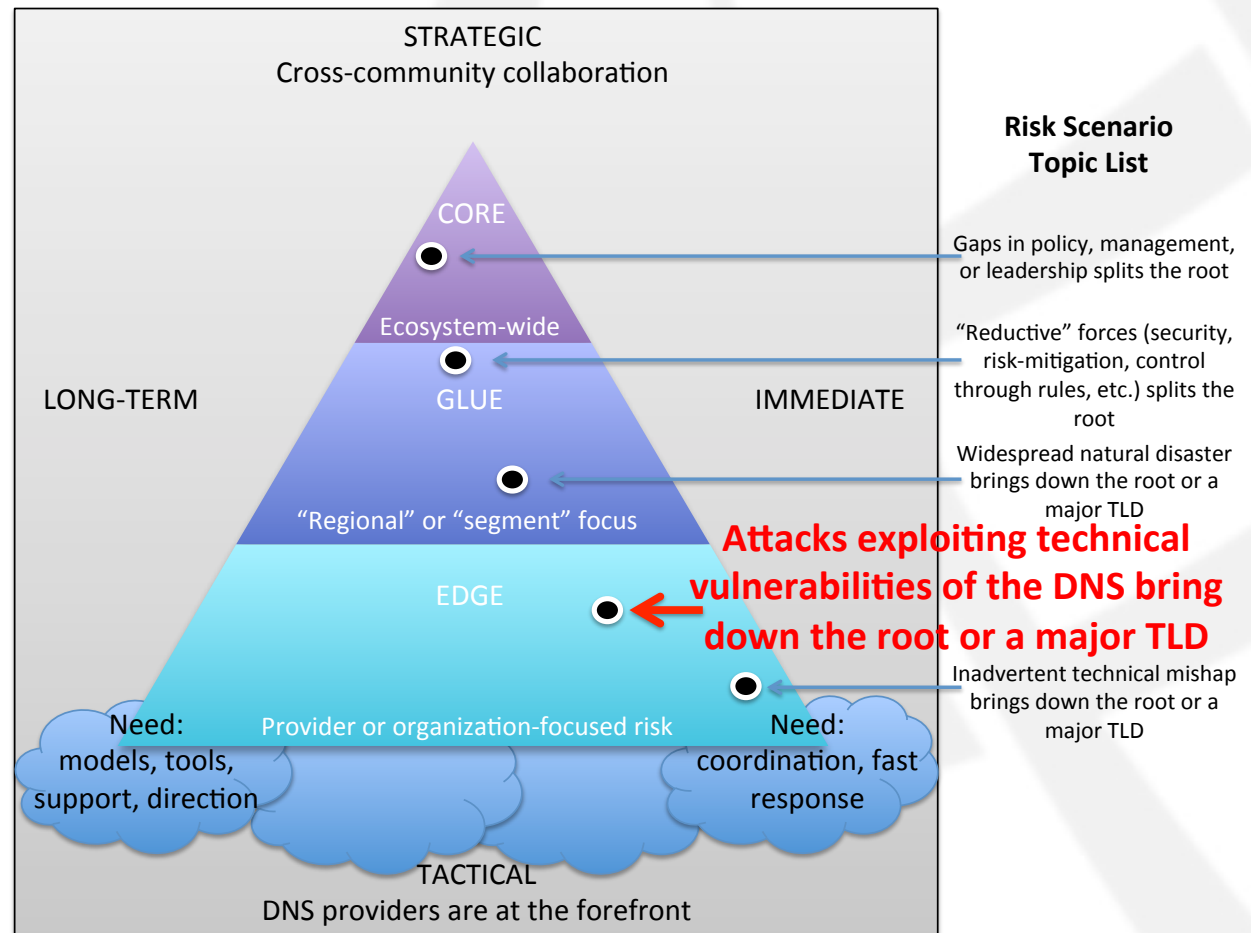 STRATEGIC
Cross-community collaboration
Risk Scenario
Topic List
CORE
Gaps in policy, management,
or leadership splits the root
Ecosystem-wide
“Reductive” forces (security,
risk-mitigation, control
through rules, etc.) splits the
root
LONG-TERM
GLUE
IMMEDIATE
Widespread natural disaster
brings down the root or a
major TLD
“Regional” or “segment” focus
Attacks exploiting technical
vulnerabilities of the DNS bring
down the root or a major TLD
EDGE
Inadvertent technical mishap
brings down the root or a
major TLD
Provider or organization-focused risk
Need:
models, tools,
support, direction
Need:
coordination, fast
response
TACTICAL
DNS providers are at the forefront